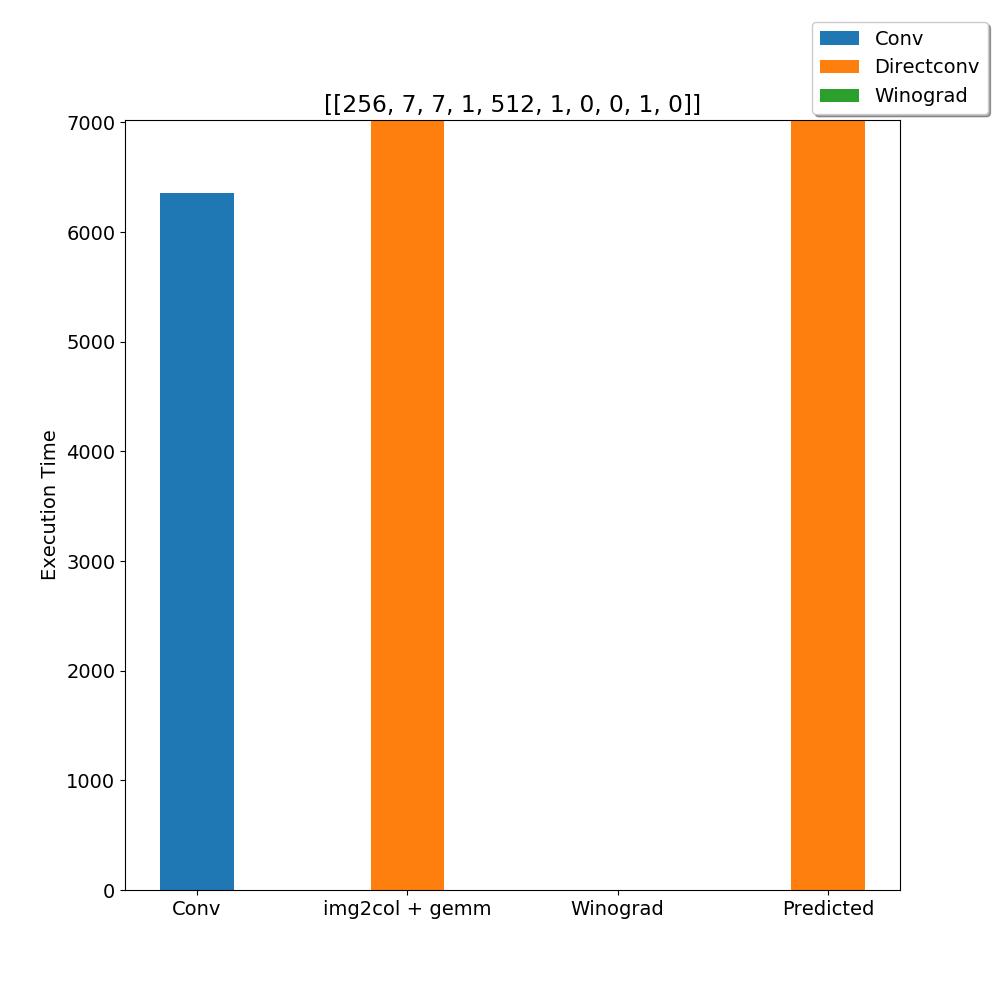 Conv
Directconv
Winograd
[[256, 7, 7, 1, 512, 1, 0, 0, 1, 0]]
7000
6000
5000
4000
3000
2000
1000
0
Execution Time
Conv
img2col + gemm
Winograd
Predicted